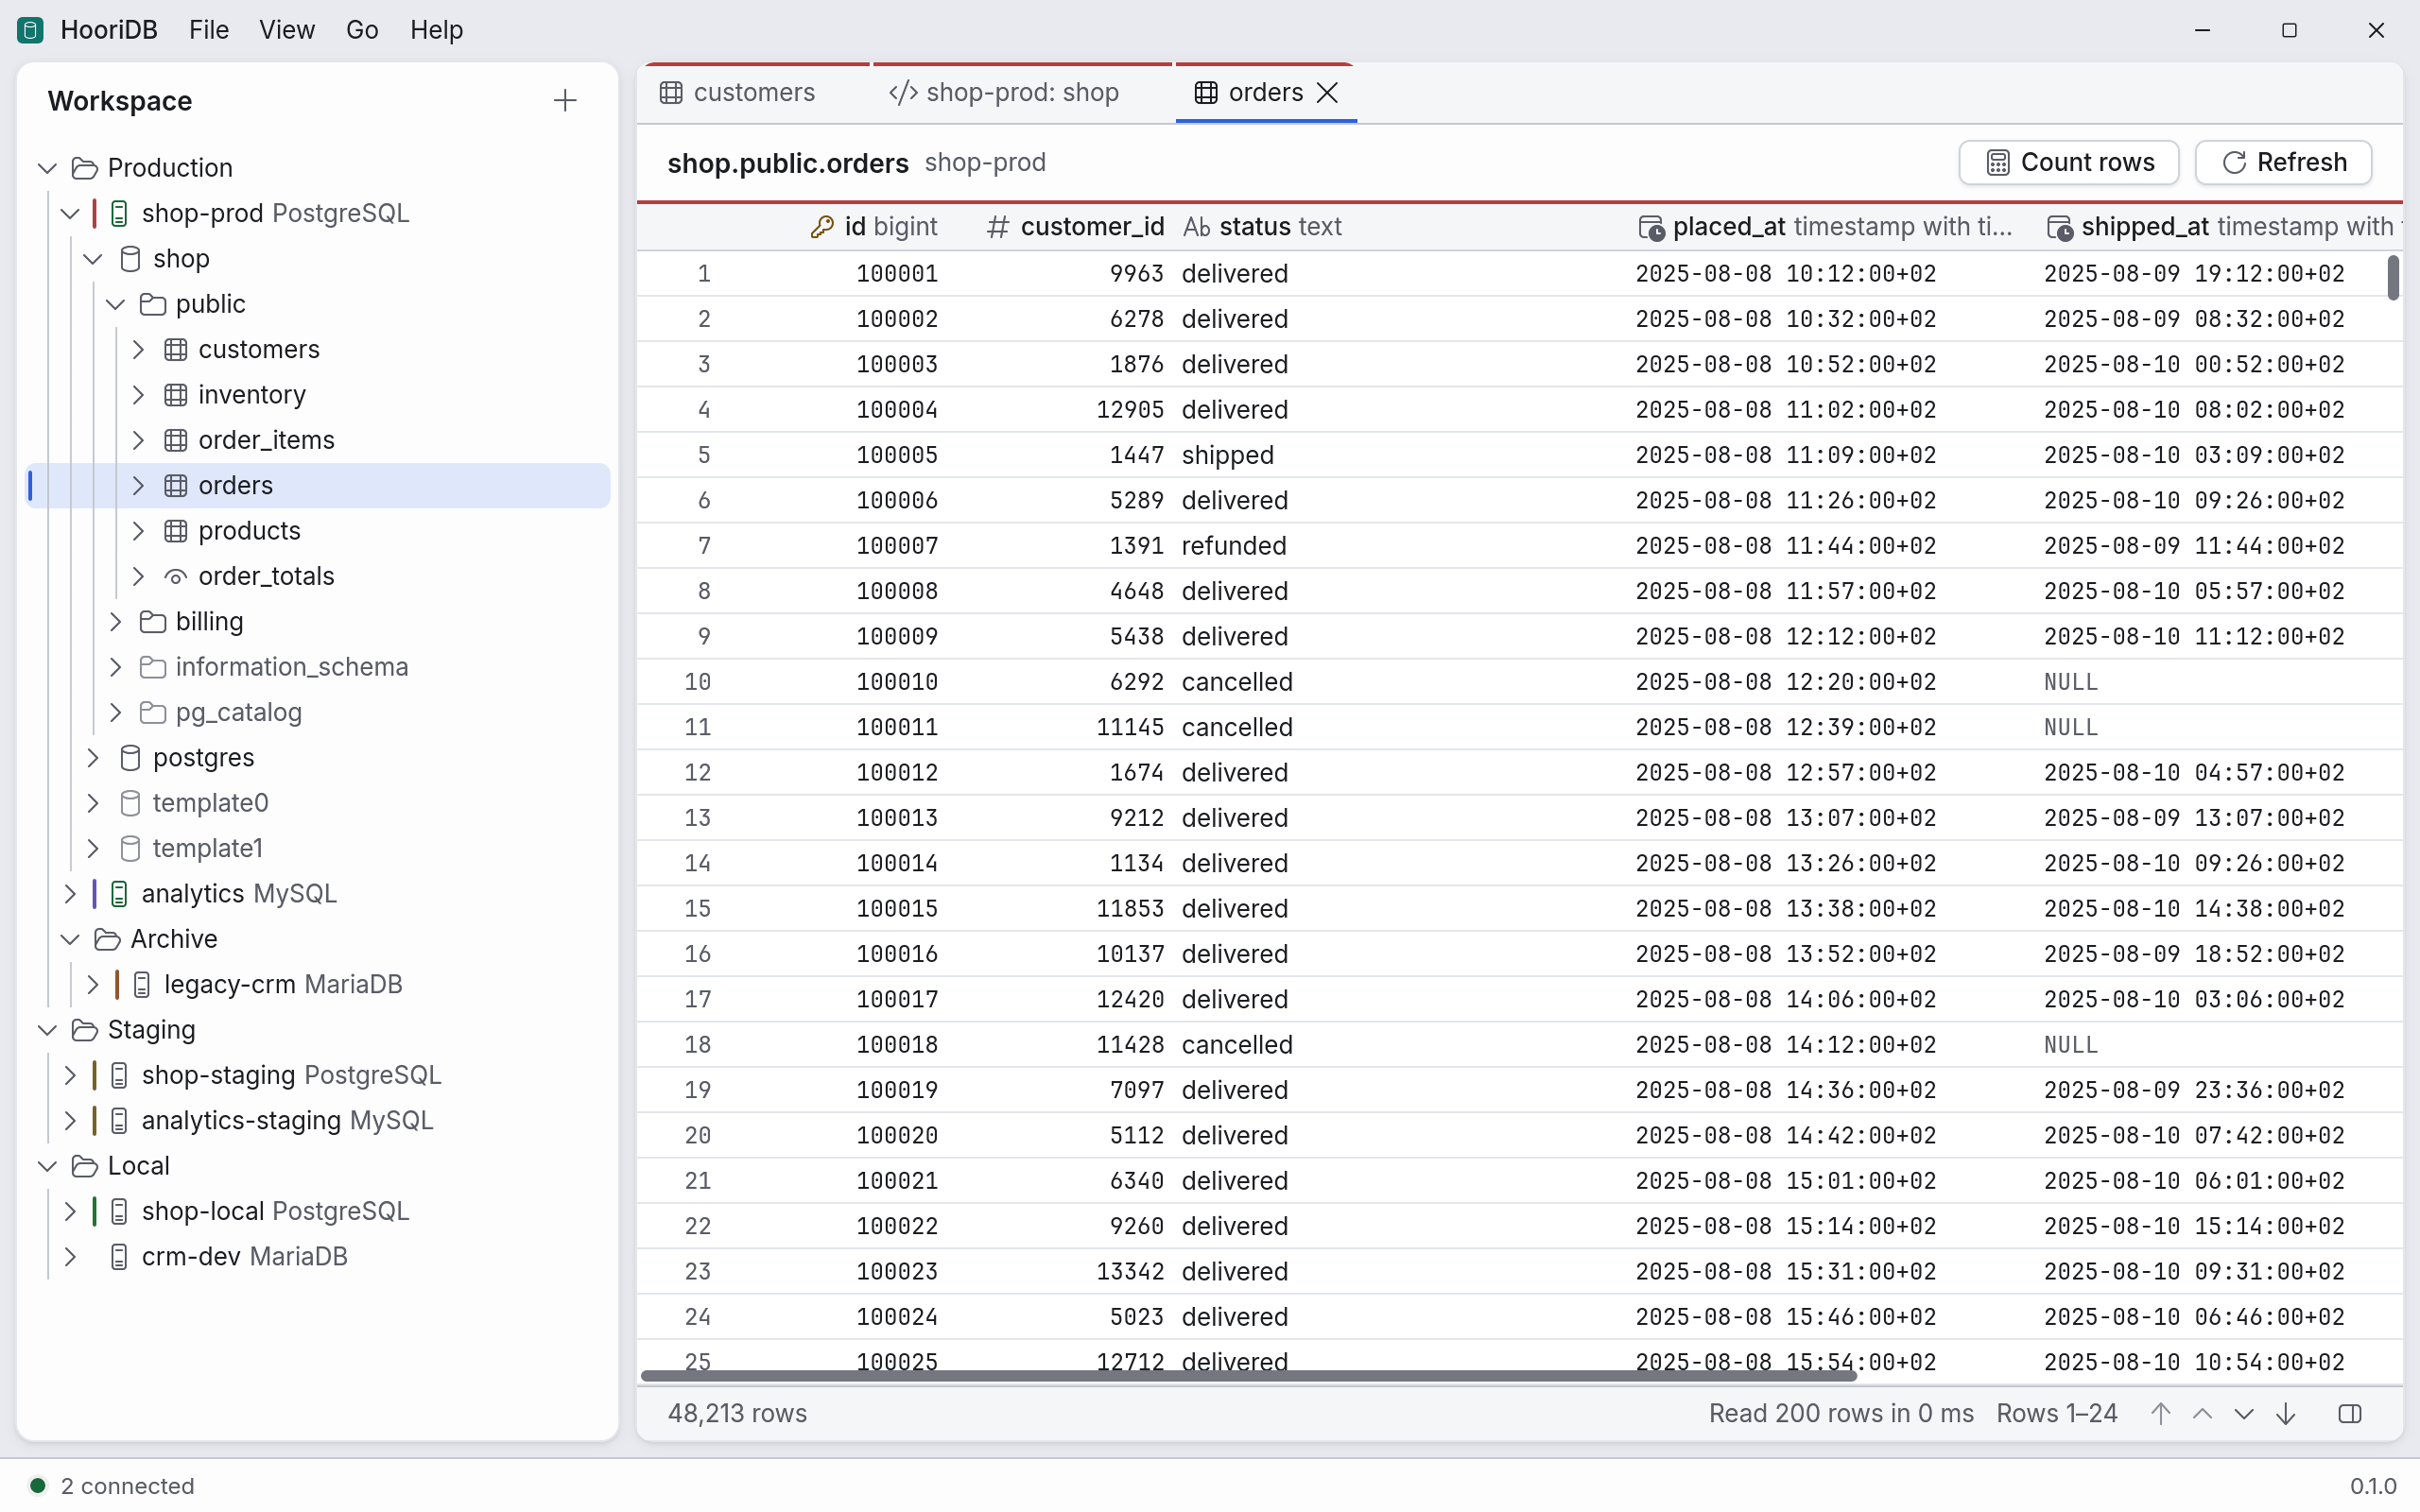 HooriDB File View Go Help
Workspace
Production
shop-prod PostgreSQL
shop
public
customers
inventory
order_items
orders
products
order_totals
billing
information_schema
pg_catalog
postgres
template0
template1
analytics MySQL
Archive
legacy-crm MariaDB
Staging
shop-staging PostgreSQL
analytics-staging MySQL
Local
shop-local PostgreSQL
crm-dev MariaDB
customers shop-prod: shop orders
shop.public.orders shop-prod Count rows Refresh
id bigint customer_id Ab status text placed_at timestamp with ti... shipped_at timestamp with
1 100001 9963 delivered 2025-08-08 10:12:00+02 2025-08-09 19:12:00+02
2 100002 6278 delivered 2025-08-08 10:32:00+02 2025-08-09 08:32:00+02
3 100003 1876 delivered 2025-08-08 10:52:00+02 2025-08-10 00:52:00+02
4 100004 12905 delivered 2025-08-08 11:02:00+02 2025-08-10 08:02:00+02
5 100005 1447 shipped 2025-08-08 11:09:00+02 2025-08-10 03:09:00+02
6 100006 5289 delivered 2025-08-08 11:26:00+02 2025-08-10 09:26:00+02
7 100007 1391 refunded 2025-08-08 11:44:00+02 2025-08-09 11:44:00+02
8 100008 4648 delivered 2025-08-08 11:57:00+02 2025-08-10 05:57:00+02
9 100009 5438 delivered 2025-08-08 12:12:00+02 2025-08-10 11:12:00+02
10 100010 6292 cancelled 2025-08-08 12:20:00+02 NULL
11 100011 11145 cancelled 2025-08-08 12:39:00+02 NULL
12 100012 1674 delivered 2025-08-08 12:57:00+02 2025-08-10 04:57:00+02
13 100013 9212 delivered 2025-08-08 13:07:00+02 2025-08-09 13:07:00+02
14 100014 1134 delivered 2025-08-08 13:26:00+02 2025-08-10 09:26:00+02
15 100015 11853 delivered 2025-08-08 13:38:00+02 2025-08-10 14:38:00+02
16 100016 10137 delivered 2025-08-08 13:52:00+02 2025-08-09 18:52:00+02
17 100017 12420 delivered 2025-08-08 14:06:00+02 2025-08-10 03:06:00+02
18 100018 11428 cancelled 2025-08-08 14:12:00+02 NULL
19 100019 7097 delivered 2025-08-08 14:36:00+02 2025-08-09 23:36:00+02
20 100020 5112 delivered 2025-08-08 14:42:00+02 2025-08-10 07:42:00+02
21 100021 6340 delivered 2025-08-08 15:01:00+02 2025-08-10 06:01:00+02
22 100022 9260 delivered 2025-08-08 15:14:00+02 2025-08-10 15:14:00+02
23 100023 13342 delivered 2025-08-08 15:31:00+02 2025-08-10 09:31:00+02
24 100024 5023 delivered 2025-08-08 15:46:00+02 2025-08-10 06:46:00+02
25 100025 12712 delivered 2025-08-08 15:54:00+02 2025-08-10 10:54:00+02
48,213 rows Read 200 rows in 0 ms Rows 1–24
2 connected 0.1.0